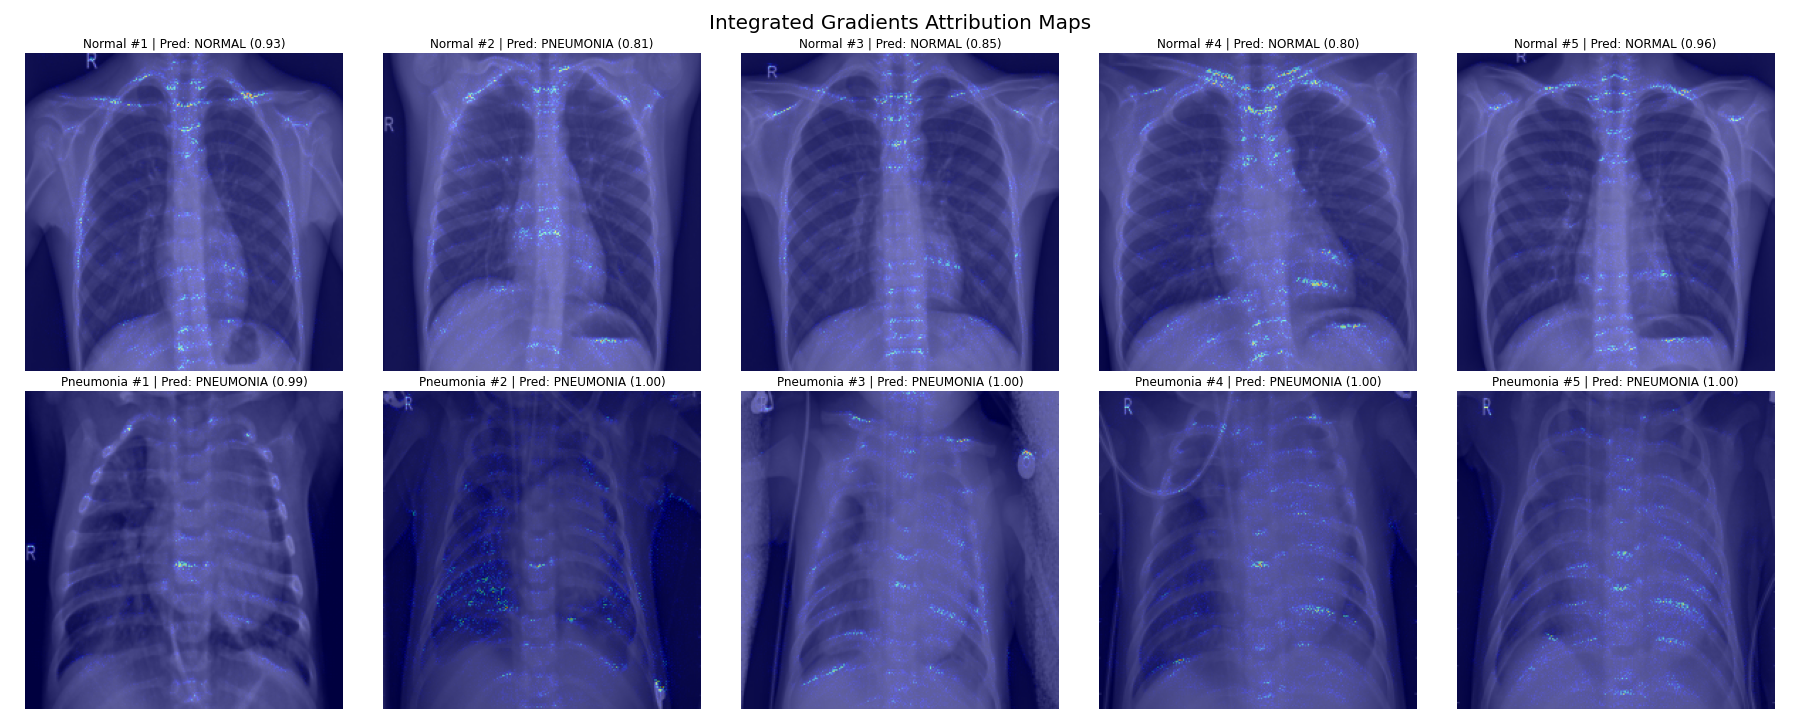 Integrated Gradients Attribution Maps
Normal #1 | Pred: NORMAL (0.93)
Normal #2 | Pred: PNEUMONIA (0.81)
Normal #3 | Pred: NORMAL (0.85)
Normal #4 | Pred: NORMAL (0.80)
Normal #5 | Pred: NORMAL (0.96)
R
R
R
R
Pneumonia #1 | Pred: PNEUMONIA (0.99)
Pneumonia #2 | Pred: PNEUMONIA (1.00)
Pneumonia #3 | Pred: PNEUMONIA (1.00)
Pneumonia #4 | Pred: PNEUMONIA (1.00)
Pneumonia #5 | Pred: PNEUMONIA (1.00)
R
R
R
R